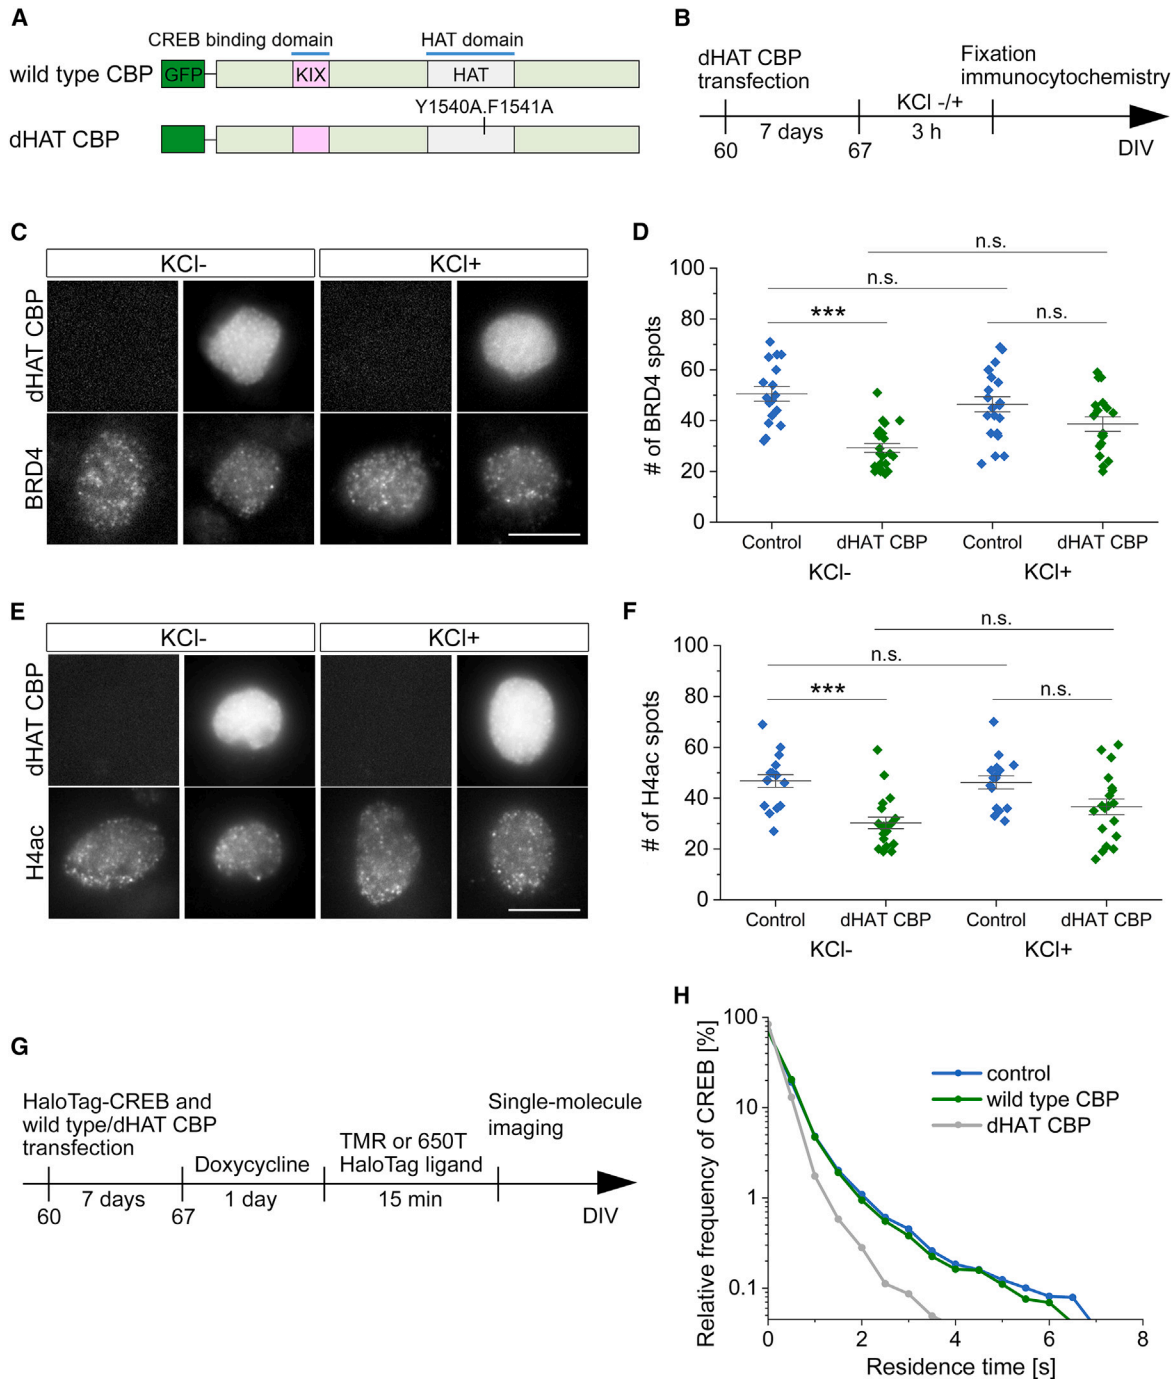 A
CREB binding domain
HAT domain
wild type CBP
GFP
KIX
HAT
Y1540A.F1541A
dHAT CBP
B
dHAT CBP
transfection
Fixation
immunocytochemistry
KCl -/+
7 days
3 h
60
67
DIV
C
KCl-
KCl+
dHAT CBP
BRD4
D
n.s.
n.s.
***
n.s.
# of BRD4 spots
100
80
60
40
20
0
Control
dHAT CBP
Control
dHAT CBP
KCl-
KCl+
E
KCl-
KCl+
dHAT CBP
H4ac
F
n.s.
n.s.
***
n.s.
# of H4ac spots
100
80
60
40
20
0
Control
dHAT CBP
Control
dHAT CBP
KCl-
KCl+
G
HaloTag-CREB and
wild type/dHAT CBP
transfection
Single-molecule
imaging
Doxycycline
TMR or 650T
HaloTag ligand
7 days
1 day
15 min
60
67
DIV
H
Relative frequency of CREB [%]
100
10
1
0.1
control
wild type CBP
dHAT CBP
0
2
4
6
8
Residence time [s]